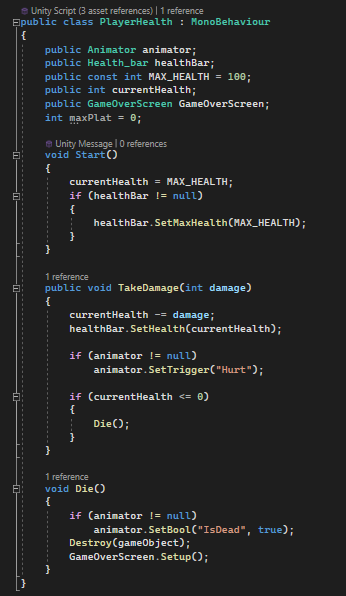 Unity Script (3 asset references) | 1 reference
public class PlayerHealth : MonoBehaviour
{
public Animator animator;
public Health_bar healthBar;
public const int MAX_HEALTH = 100;
public int currentHealth;
public GameOverScreen GameOverScreen;
int maxPlat = 0;
Unity Message | 0 references
void Start()
{
currentHealth = MAX_HEALTH;
if (healthBar != null)
{
healthBar.SetMaxHealth(MAX_HEALTH);
}
}
1 reference
public void TakeDamage(int damage)
{
currentHealth -= damage;
healthBar.SetHealth(currentHealth);
if (animator != null)
animator.SetTrigger("Hurt");
if (currentHealth <= 0)
{
Die();
}
}
1 reference
void Die()
{
if (animator != null)
animator.SetBool("IsDead", true);
Destroy(gameObject);
GameOverScreen.Setup();
}
}